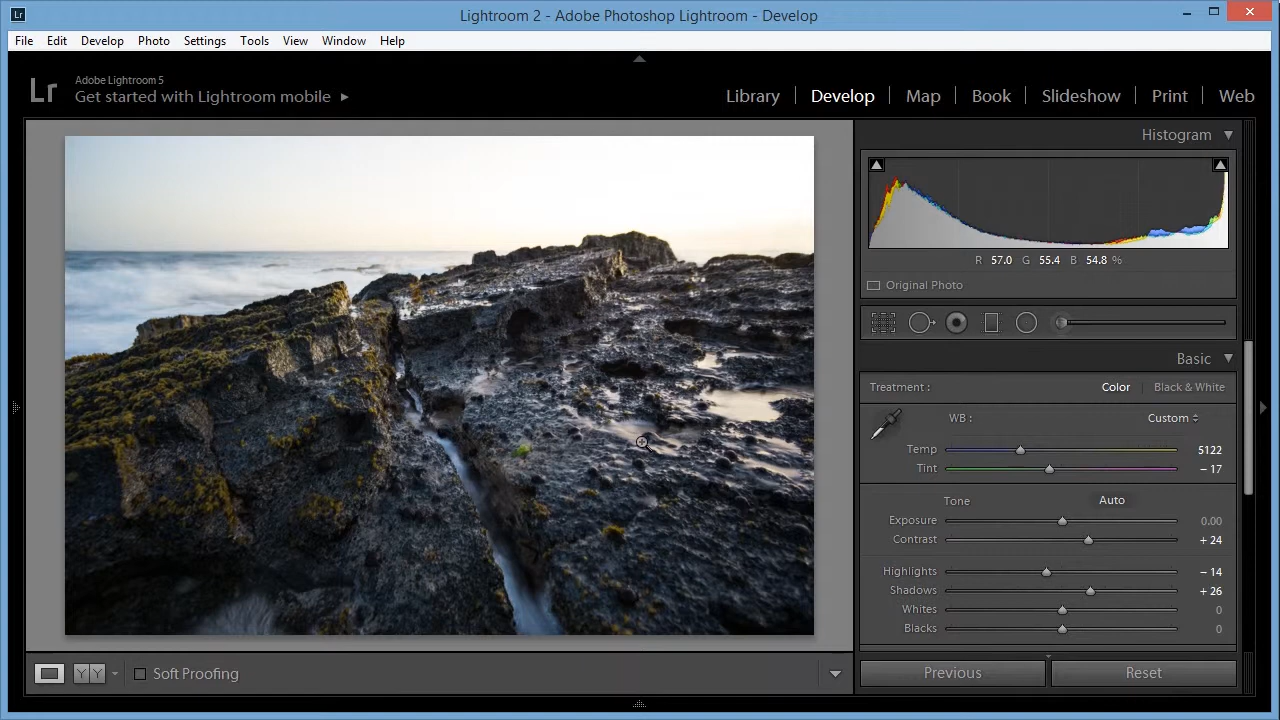 Lr
Lightroom 2 - Adobe Photoshop Lightroom - Develop
File Edit Develop Photo Settings Tools View Window Help
Lr
Adobe Lightroom 5
Get started with Lightroom mobile ▶
Library | Develop | Map | Book | Slideshow | Print | Web
Histogram ▼
R 57.0 G 55.4 B 54.8 %
Original Photo
Basic ▼
Treatment : Color | Black & White
WB : Custom
Temp 5122
Tint – 17
Tone Auto
Exposure 0.00
Contrast + 24
Highlights – 14
Shadows + 26
Whites 0
Blacks 0
YY Soft Proofing
Previous Reset